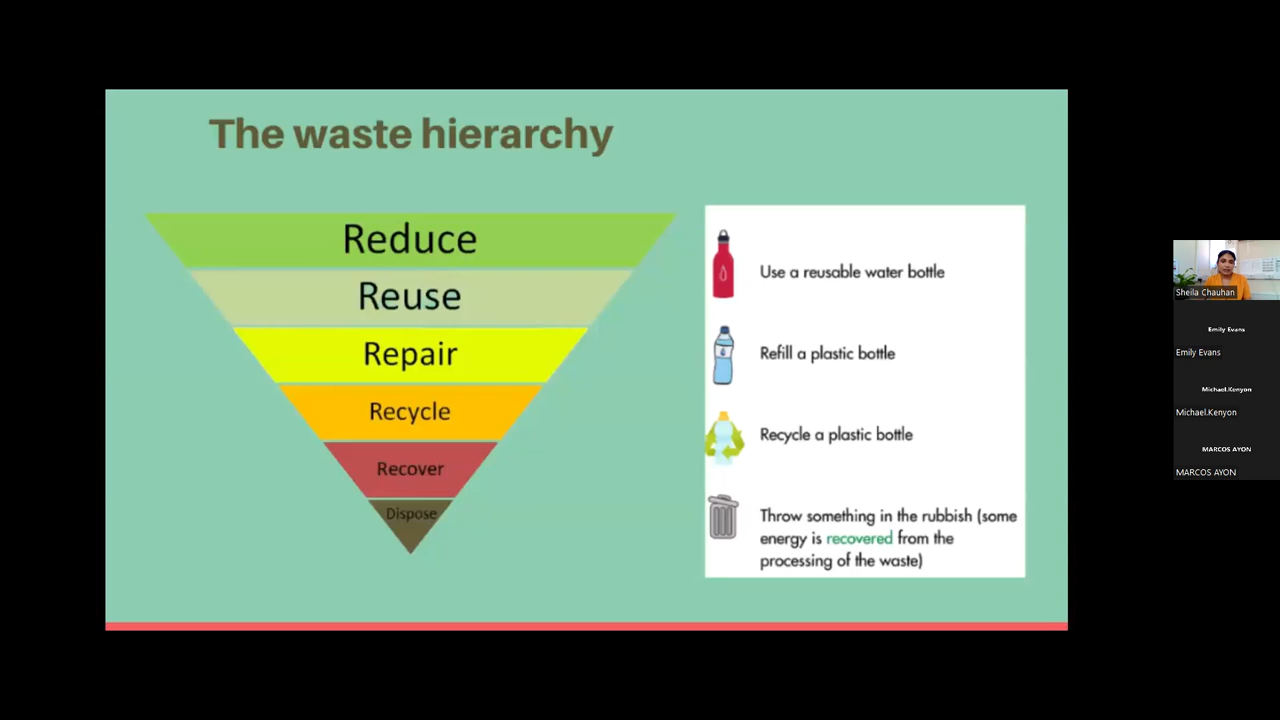 The waste hierarchy
Reduce
Reuse
Repair
Recycle
Recover
Dispose
Use a reusable water bottle
Refill a plastic bottle
Recycle a plastic bottle
Throw something in the rubbish (some
energy is recovered from the
processing of the waste)
Sheila Chauhan
Emily Evans
Emily Evans
Michael.Kenyon
Michael.Kenyon
MARCOS AYON
MARCOS AYON